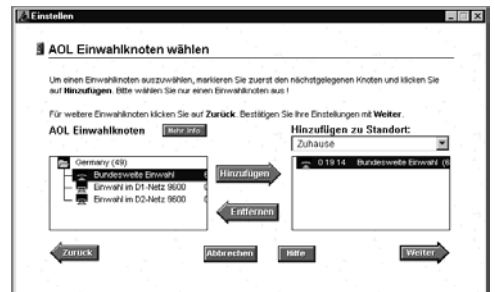 Einstellen
AOL Einwahlknoten wählen
Um einen Einwahlknoten auszuwählen, markieren Sie zuerst den nächstgelegenen Knoten und klicken Sie
auf Hinzufügen. Bitte wählen Sie nur einen Einwahlknoten aus !
Für weitere Einwahlknoten klicken Sie auf Zurück. Bestätigen Sie Ihre Einstellungen mit Weiter.
AOL Einwahlknoten Mehr Info Hinzufügen zu Standort:
Zuhause
Germany (49)
Bundesweite Einwahl
Einwahl im D1-Netz 9600
Einwahl im D2-Netz 9600
Hinzufügen
Entfernen
0 19 14 Bundesweite Einwahl (6
Zurück Abbrechen Hilfe Weiter